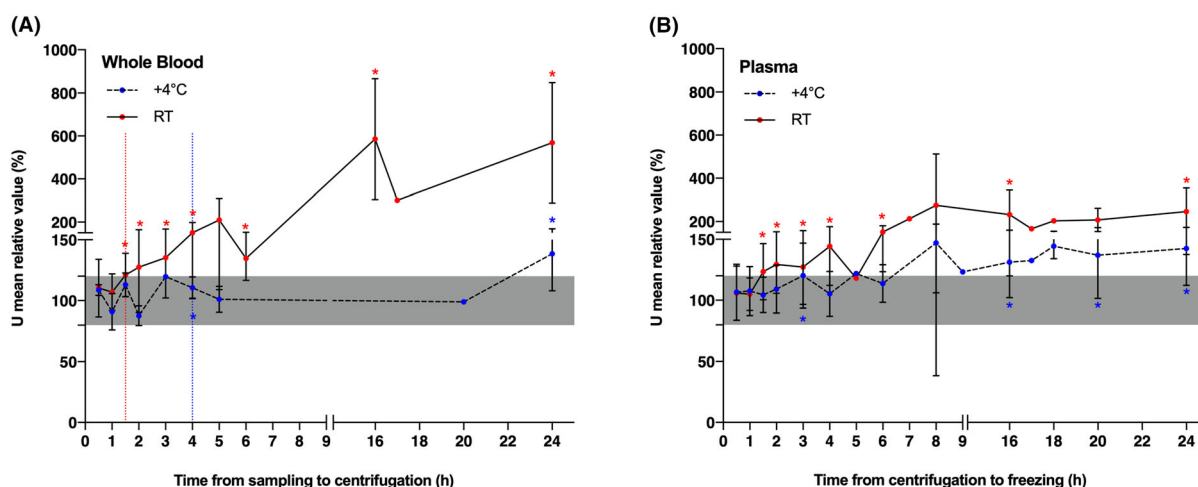 (A)
Whole Blood
+4°C
RT
U mean relative value (%)
1000
800
600
400
200
150
100
50
0
* * * * * * * *
* *
0 1 2 3 4 5 6 7 8 9 16 18 20 22 24
Time from sampling to centrifugation (h)
(B)
Plasma
+4°C
RT
U mean relative value (%)
1000
800
600
400
200
150
100
50
0
* * * * * * *
* * * *
0 1 2 3 4 5 6 7 8 9 16 18 20 22 24
Time from centrifugation to freezing (h)